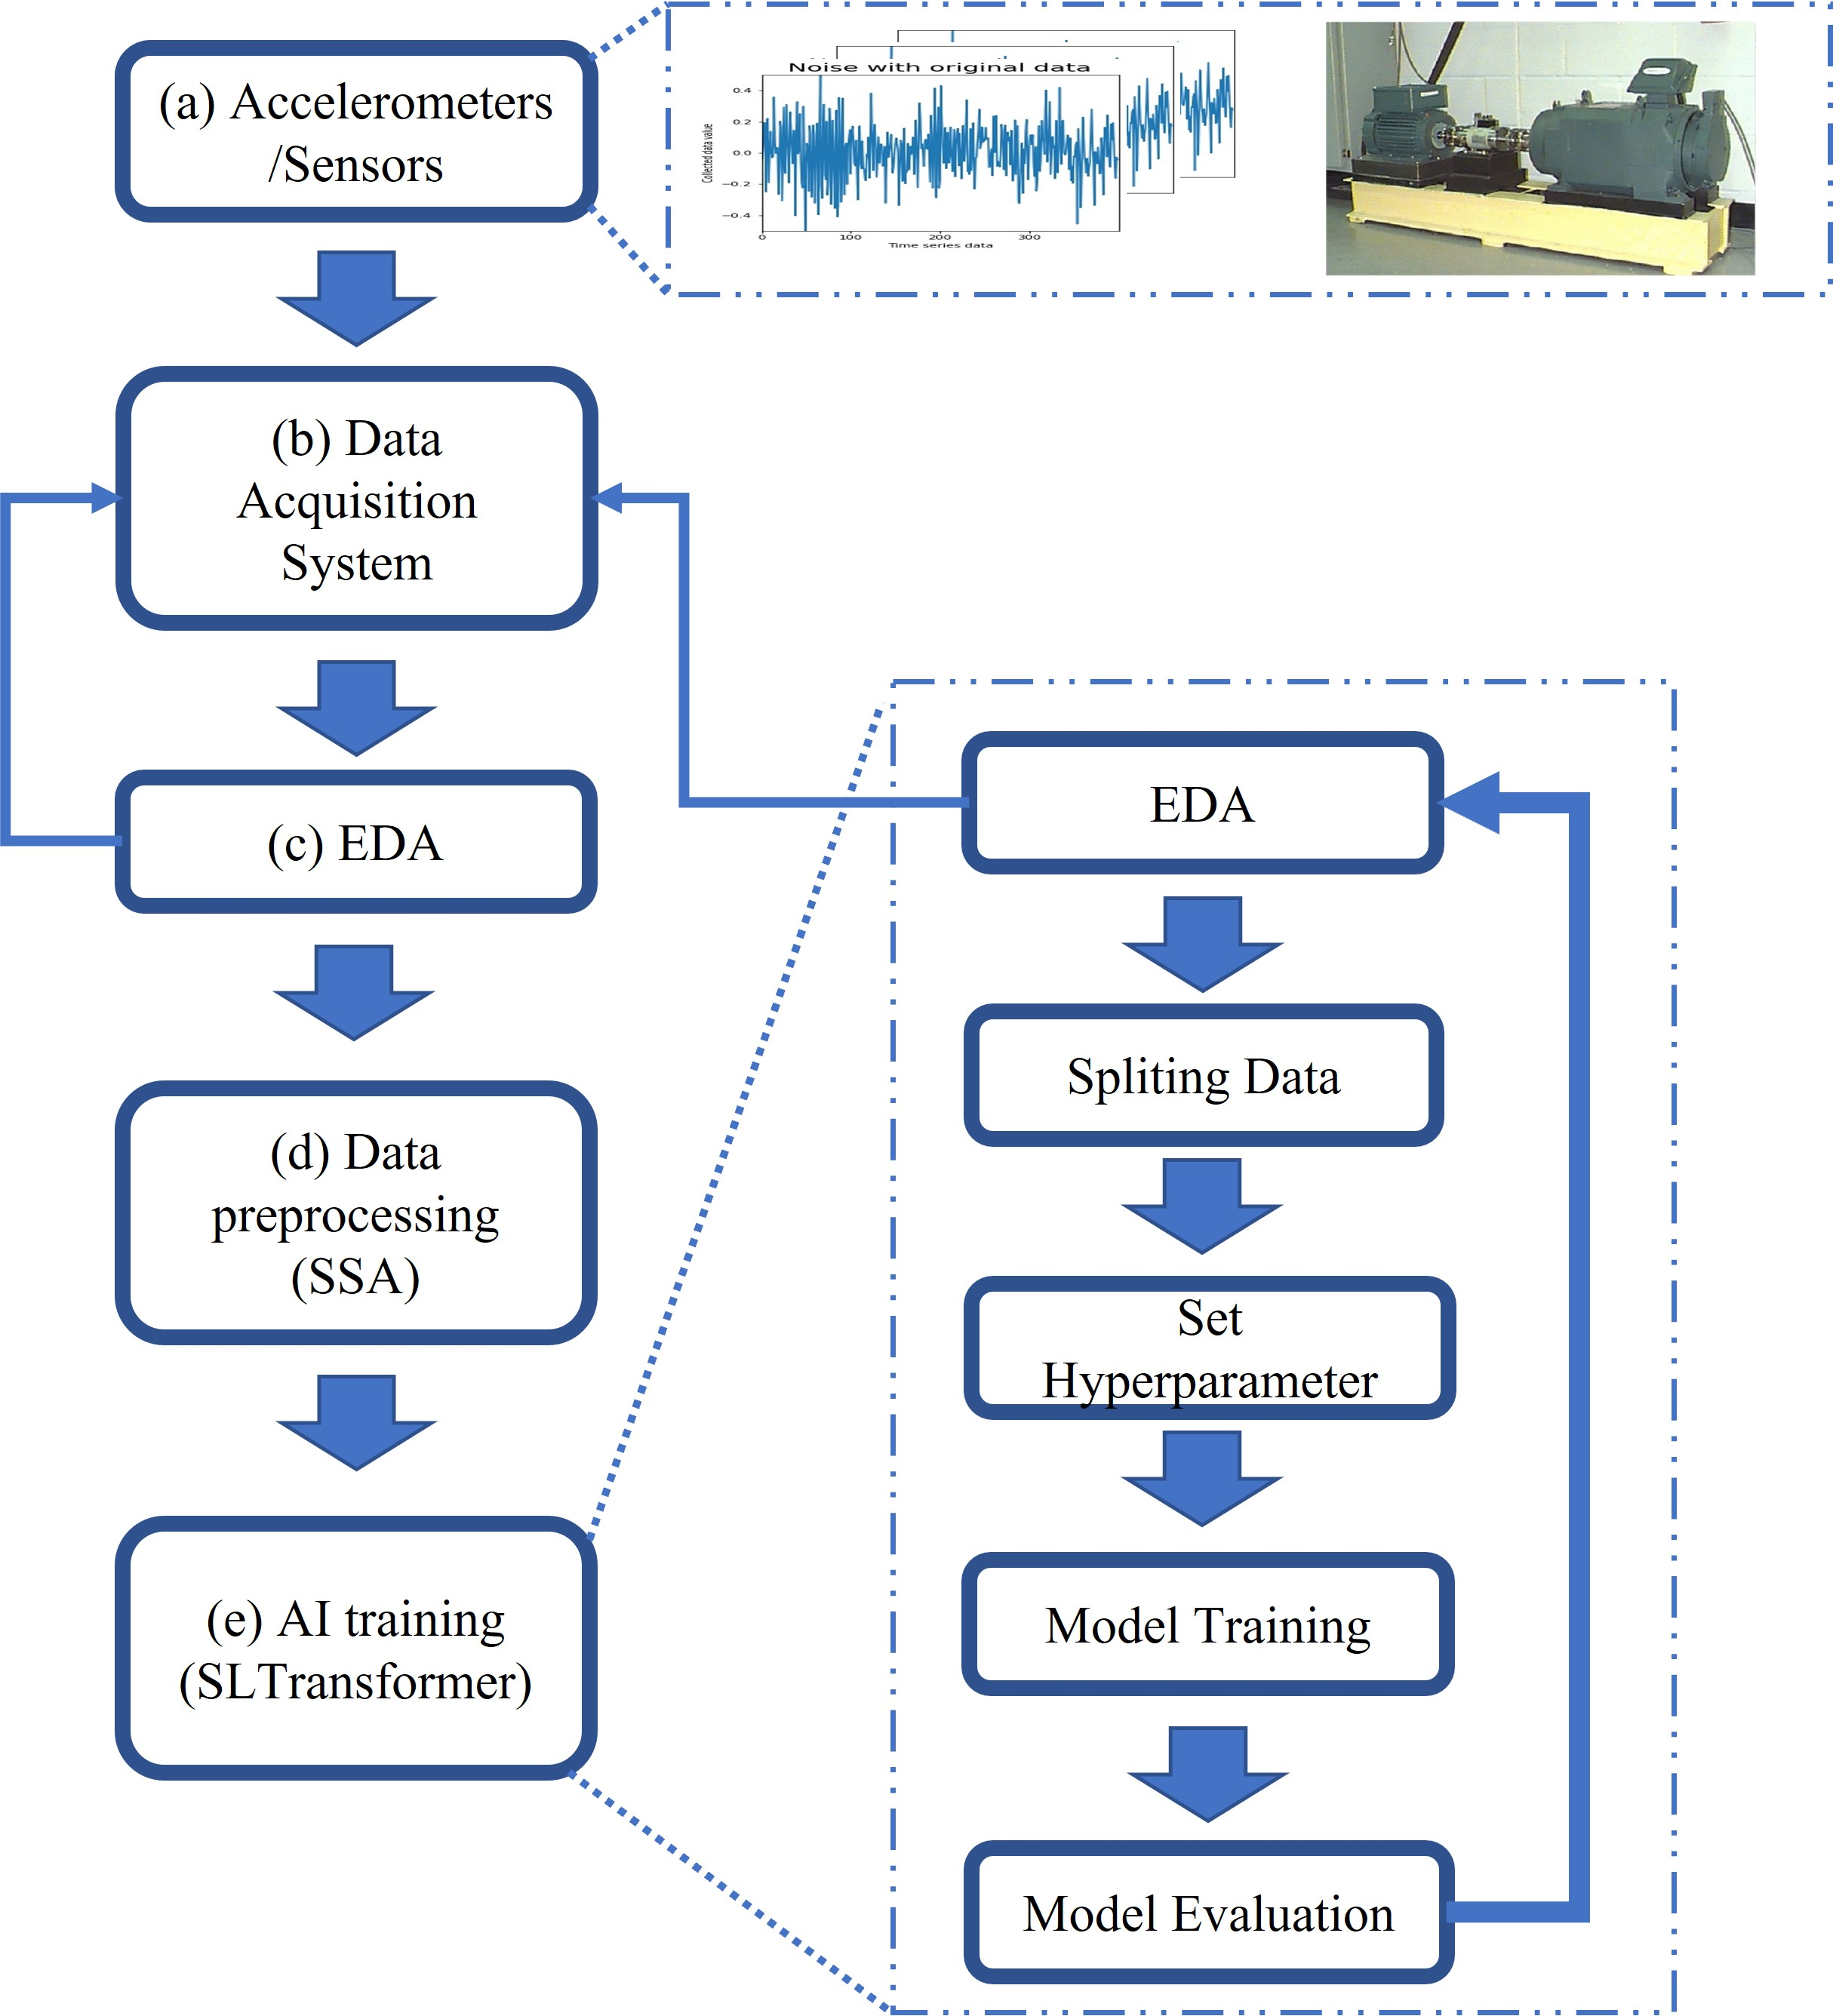 (a) Accelerometers
/Sensors
Noise with original data
0.4
0.2
0.0
−0.2
−0.4
Collected data value
0
100
200
300
Time series data
(b) Data
Acquisition
System
(c) EDA
(d) Data
preprocessing
(SSA)
(e) AI training
(SLTransformer)
EDA
Spliting Data
Set
Hyperparameter
Model Training
Model Evaluation